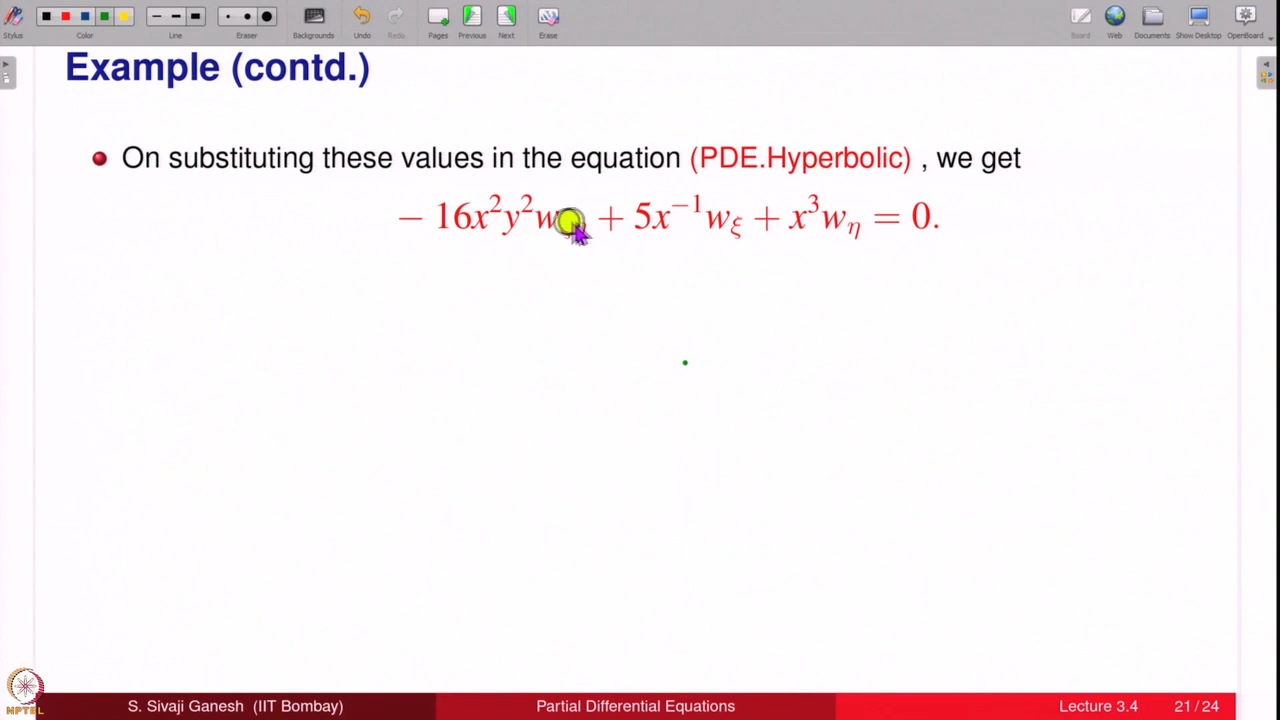 Stylus Color Line Eraser Backgrounds Undo Redo Pages Previous Next Erase Board Web Documents Show Desktop OpenBoard
Example (contd.)
On substituting these values in the equation (PDE.Hyperbolic) , we get
− 16x²y²w + 5x⁻¹w_ξ + x³w_η = 0.
NPTEL
S. Sivaji Ganesh (IIT Bombay) Partial Differential Equations Lecture 3.4 21 / 24